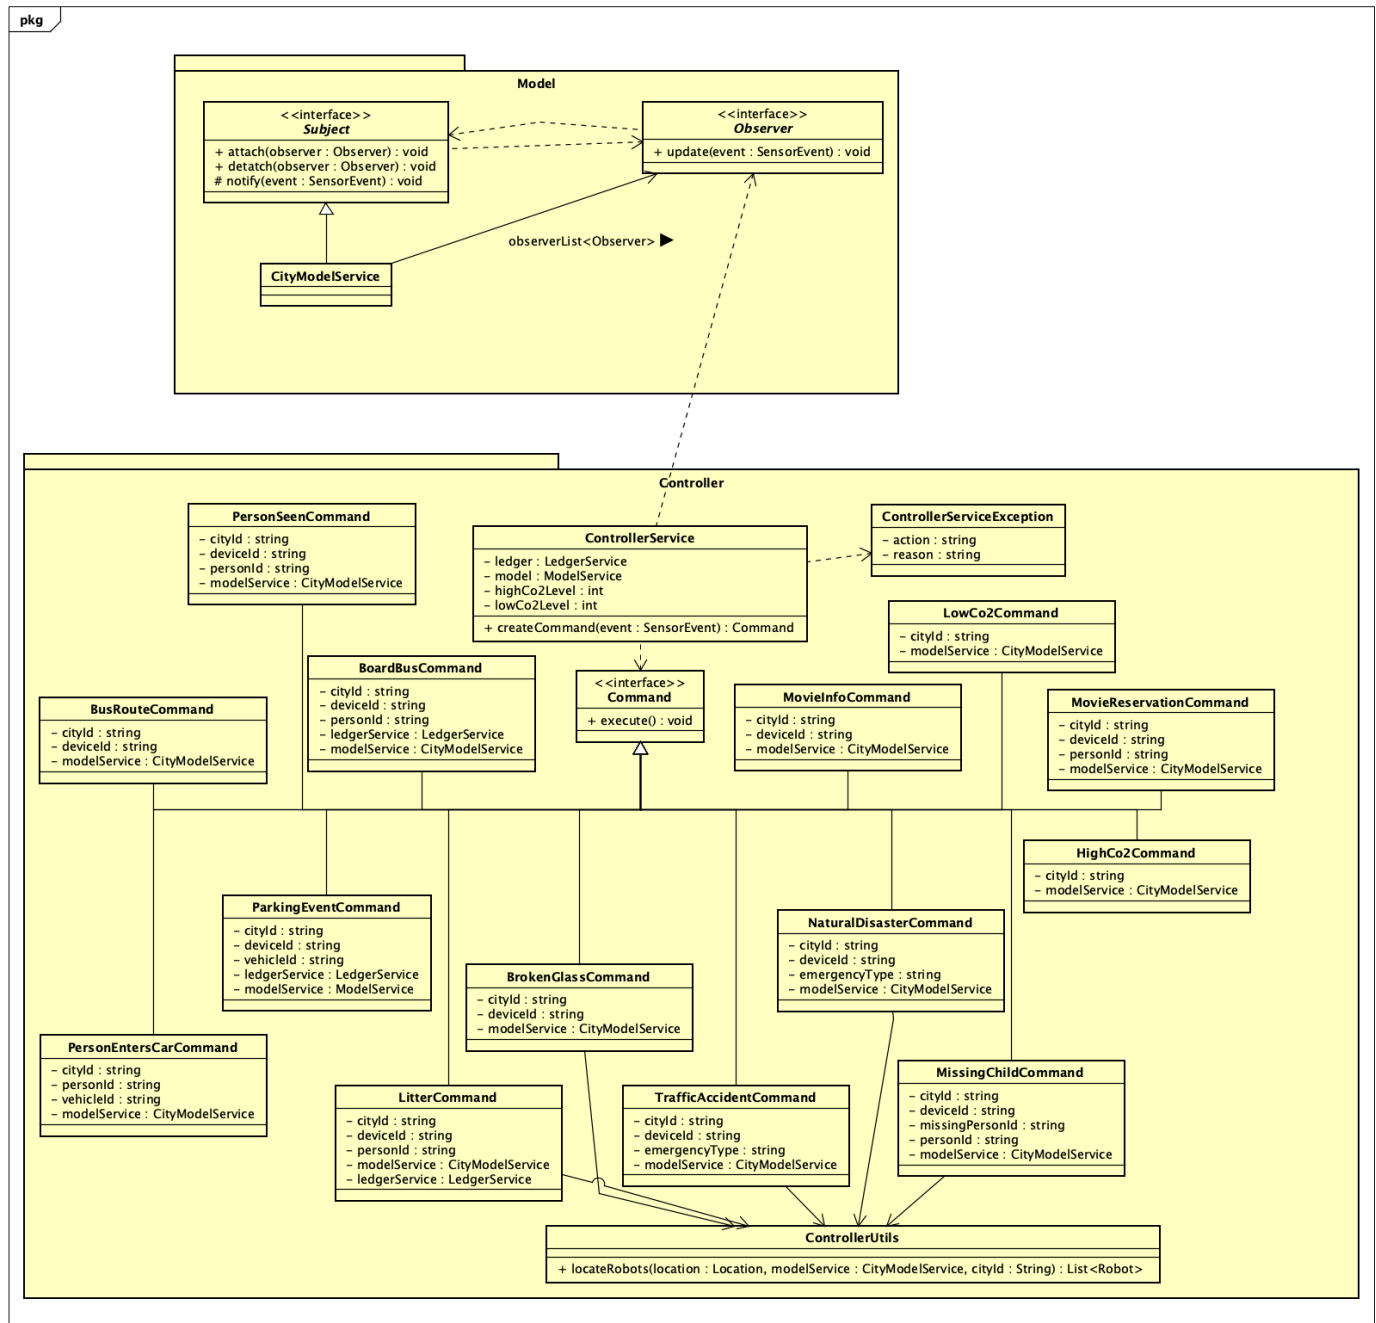 pkg
Model
<<interface>>
Subject
+ attach(observer : Observer) : void
+ detatch(observer : Observer) : void
# notify(event : SensorEvent) : void
<<interface>>
Observer
+ update(event : SensorEvent) : void
observerList<Observer>
CityModelService
Controller
PersonSeenCommand
- cityId : string
- deviceId : string
- personId : string
- modelService : CityModelService
ControllerService
- ledger : LedgerService
- model : ModelService
- highCo2Level : int
- lowCo2Level : int
+ createCommand(event : SensorEvent) : Command
ControllerServiceException
- action : string
- reason : string
LowCo2Command
- cityId : string
- modelService : CityModelService
BoardBusCommand
- cityId : string
- deviceId : string
- personId : string
- ledgerService : LedgerService
- modelService : CityModelService
<<interface>>
Command
+ execute() : void
MovieInfoCommand
- cityId : string
- deviceId : string
- modelService : CityModelService
MovieReservationCommand
- cityId : string
- deviceId : string
- personId : string
- modelService : CityModelService
BusRouteCommand
- cityId : string
- deviceId : string
- modelService : CityModelService
HighCo2Command
- cityId : string
- modelService : CityModelService
ParkingEventCommand
- cityId : string
- deviceId : string
- vehicleId : string
- ledgerService : LedgerService
- modelService : ModelService
NaturalDisasterCommand
- cityId : string
- deviceId : string
- emergencyType : string
- modelService : CityModelService
BrokenGlassCommand
- cityId : string
- deviceId : string
- modelService : CityModelService
PersonEntersCarCommand
- cityId : string
- personId : string
- vehicleId : string
- modelService : CityModelService
MissingChildCommand
- cityId : string
- deviceId : string
- missingPersonId : string
- personId : string
- modelService : CityModelService
LitterCommand
- cityId : string
- deviceId : string
- personId : string
- modelService : CityModelService
- ledgerService : LedgerService
TrafficAccidentCommand
- cityId : string
- deviceId : string
- emergencyType : string
- modelService : CityModelService
ControllerUtils
+ locateRobots(location : Location, modelService : CityModelService, cityId : String) : List<Robot>